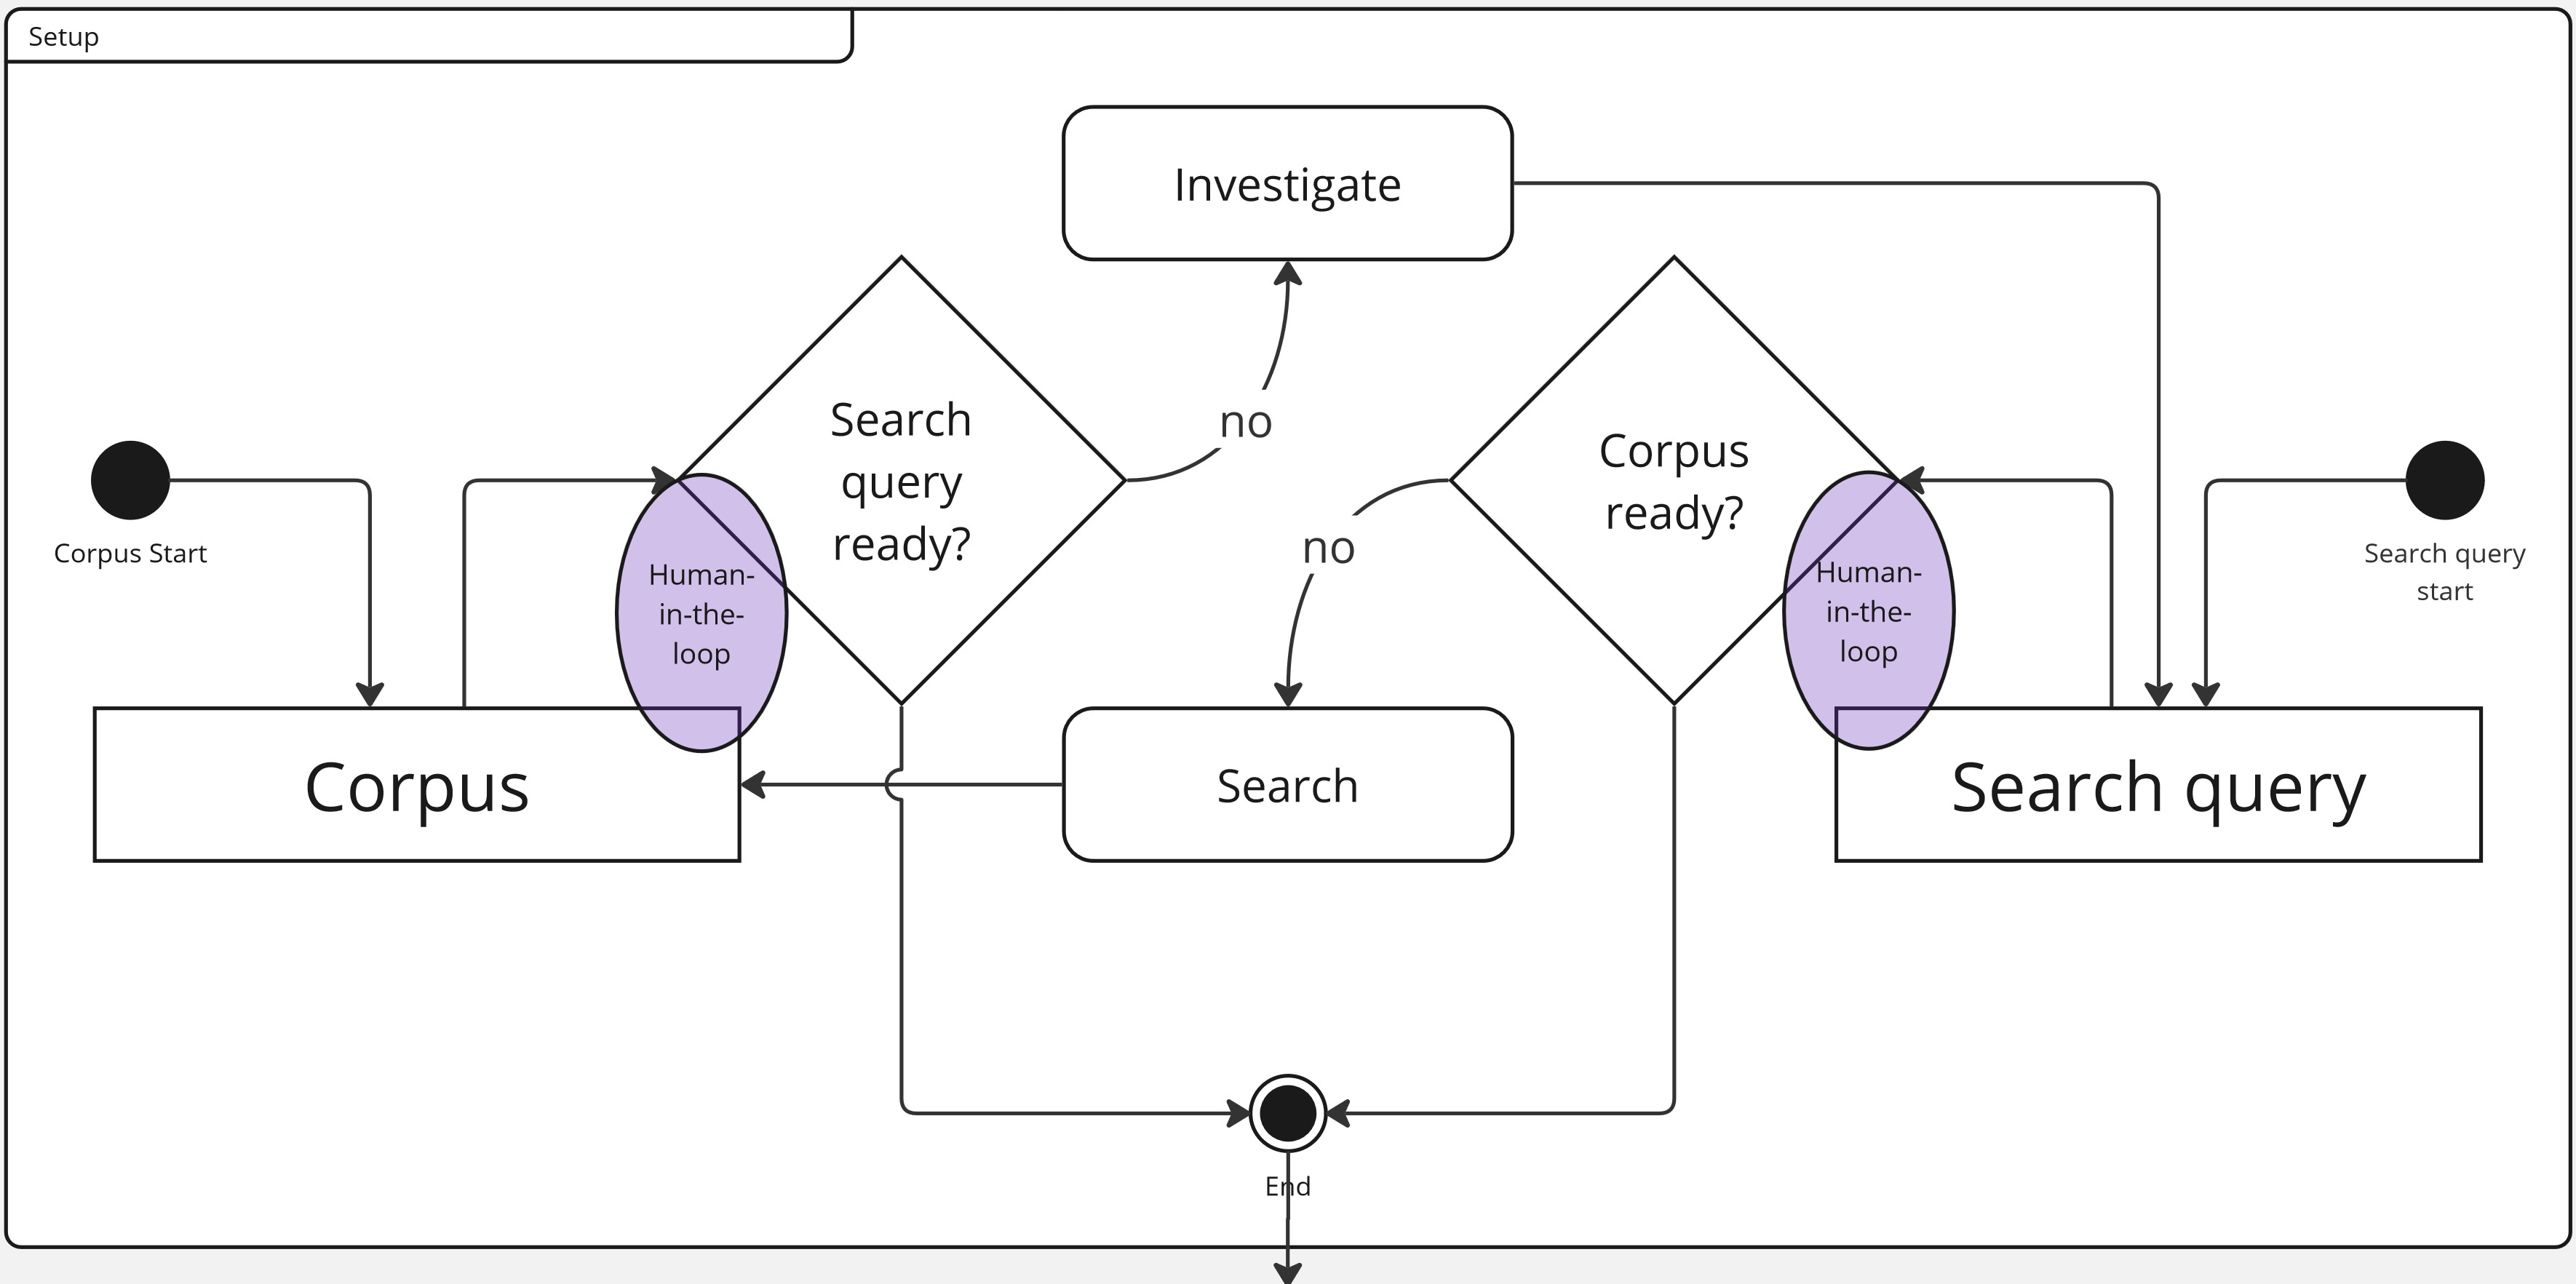 Setup
Investigate
Search
query
ready?
no
Corpus
ready?
no
Corpus Start
Human-
in-the-
loop
Human-
in-the-
loop
Search query
start
Corpus
Search
Search query
End